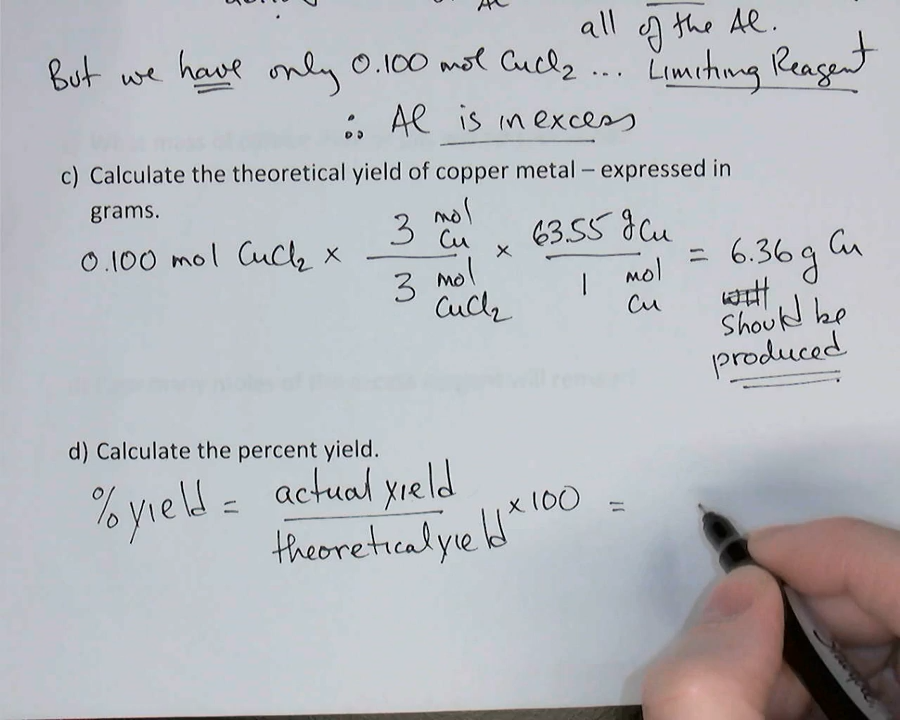 all of the Al.
But we have only 0.100 mol CuCl2 ... Limiting Reagent
∴ Al is in excess
c) Calculate the theoretical yield of copper metal – expressed in
grams.
0.100 mol CuCl2 × 3 mol Cu / 3 mol CuCl2 × 63.55 g Cu / 1 mol Cu = 6.36 g Cu
should be
produced
d) Calculate the percent yield.
% yield = actual yield / theoretical yield × 100 =